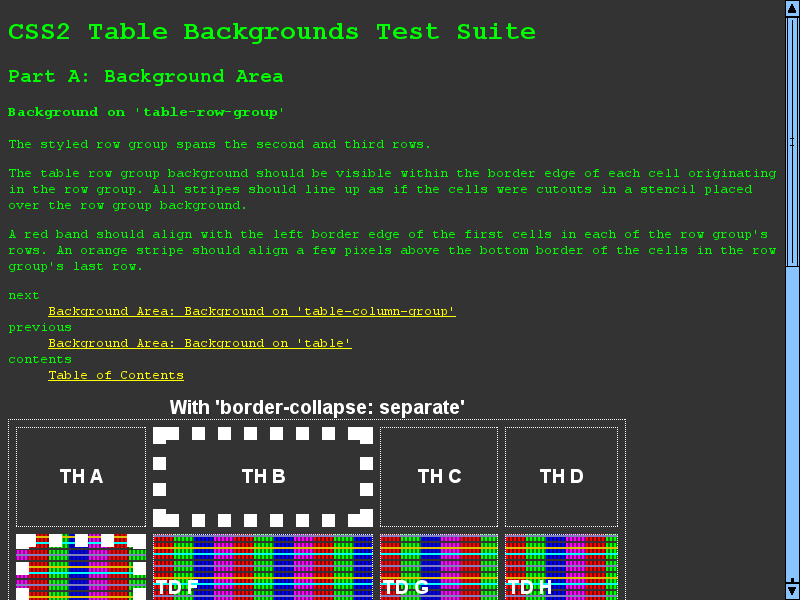 CSS2 Table Backgrounds Test Suite
Part A: Background Area
Background on 'table-row-group'
The styled row group spans the second and third rows.
The table row group background should be visible within the border edge of each cell originating
in the row group. All stripes should line up as if the cells were cutouts in a stencil placed
over the row group background.
A red band should align with the left border edge of the first cells in each of the row group's
rows. An orange stripe should align a few pixels above the bottom border of the cells in the row
group's last row.
next
Background Area: Background on 'table-column-group'
previous
Background Area: Background on 'table'
contents
Table of Contents
With 'border-collapse: separate'
TH A TH B TH C TH D
TD F TD G TD H